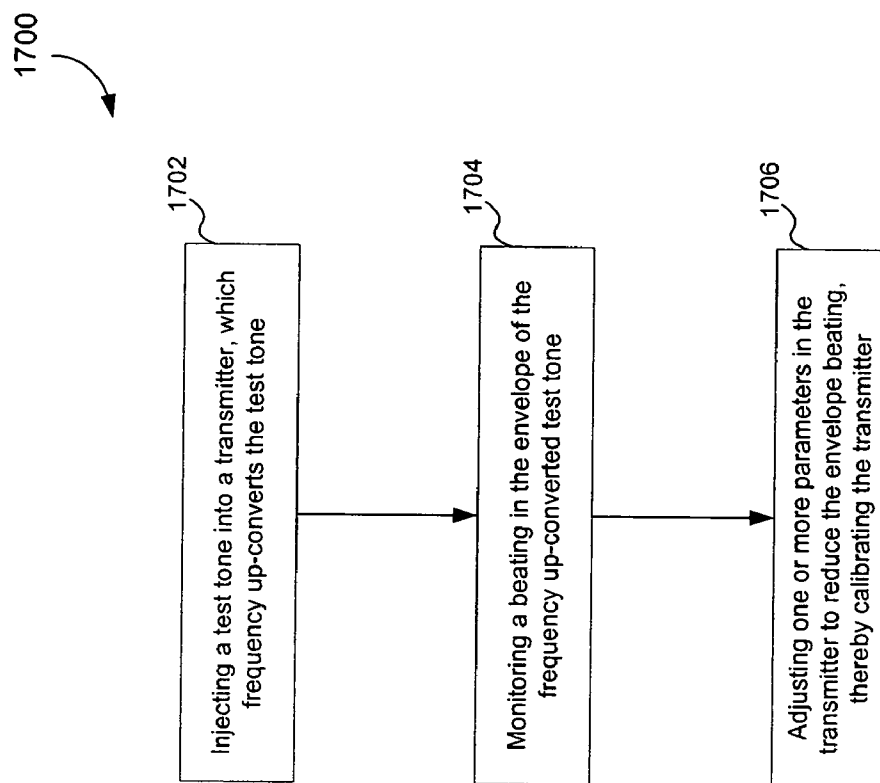 1700
1702
Injecting a test tone into a transmitter, which
frequency up-converts the test tone
1704
Monitoring a beating in the envelope of the
frequency up-converted test tone
1706
Adjusting one or more parameters in the
transmitter to reduce the envelope beating,
thereby calibrating the transmitter